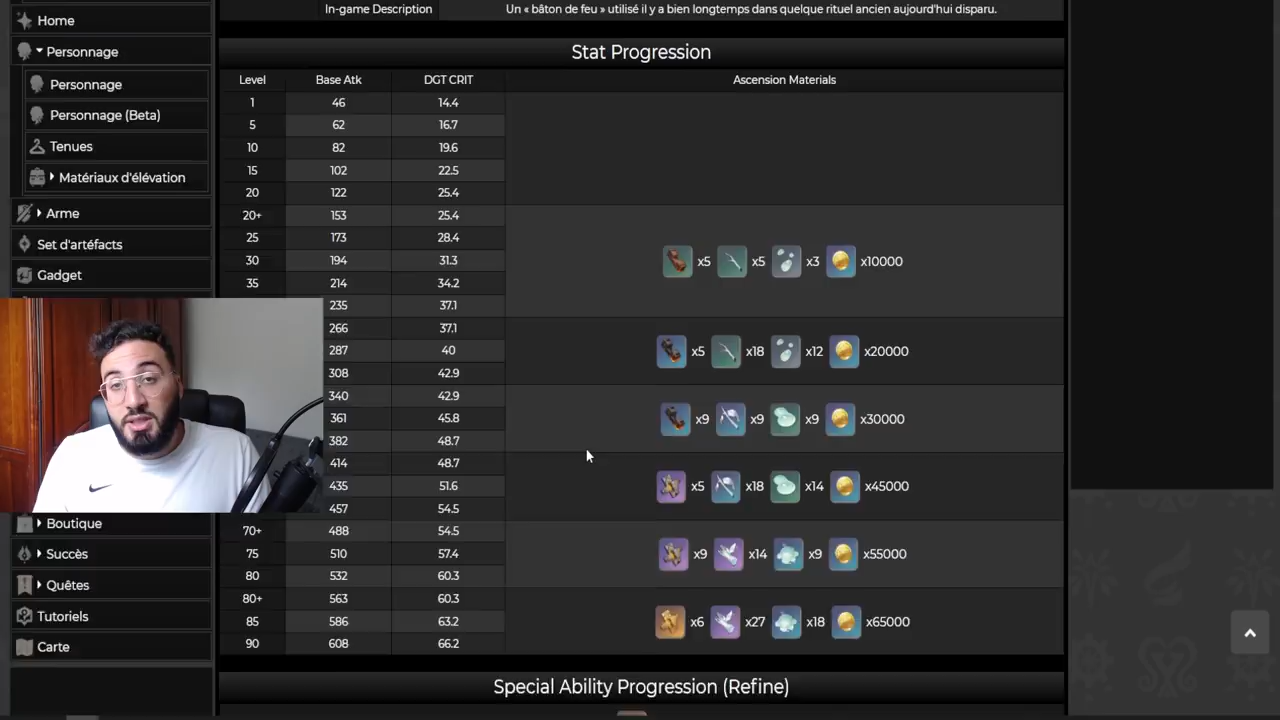 In-game Description Un « bâton de feu » utilisé il y a bien longtemps dans quelque rituel ancien aujourd'hui disparu.
Home
Personnage
Personnage
Personnage (Beta)
Tenues
Matériaux d'élévation
Arme
Set d'artéfacts
Gadget
Boutique
Succès
Quêtes
Tutoriels
Carte
Stat Progression
Level Base Atk DGT CRIT Ascension Materials
1 46 14.4
5 62 16.7
10 82 19.6
15 102 22.5
20 122 25.4
20+ 153 25.4
25 173 28.4
30 194 31.3
35 214 34.2
235 37.1
x5 x5 x3 x10000
266 37.1
287 40
308 42.9
x5 x18 x12 x20000
340 42.9
361 45.8
382 48.7
x9 x9 x9 x30000
414 48.7
435 51.6
457 54.5
x5 x18 x14 x45000
70+ 488 54.5
75 510 57.4
80 532 60.3
x9 x14 x9 x55000
80+ 563 60.3
85 586 63.2
90 608 66.2
x6 x27 x18 x65000
Special Ability Progression (Refine)